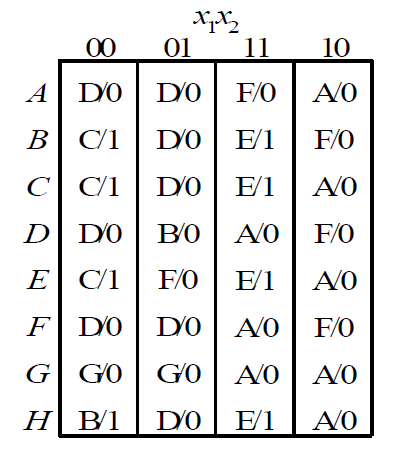 x₁x₂
00 01 11 10
A D/0 D/0 F/0 A/0
B C/1 D/0 E/1 F/0
C C/1 D/0 E/1 A/0
D D/0 B/0 A/0 F/0
E C/1 F/0 E/1 A/0
F D/0 D/0 A/0 F/0
G G/0 G/0 A/0 A/0
H B/1 D/0 E/1 A/0